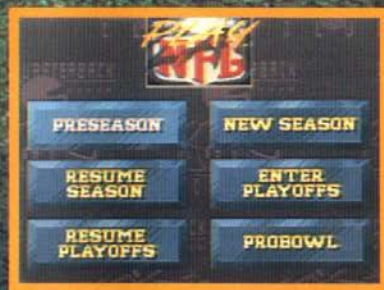 PLAY
NFL
PRESEASON
NEW SEASON
RESUME
SEASON
ENTER
PLAYOFFS
RESUME
PLAYOFFS
PROBOWL